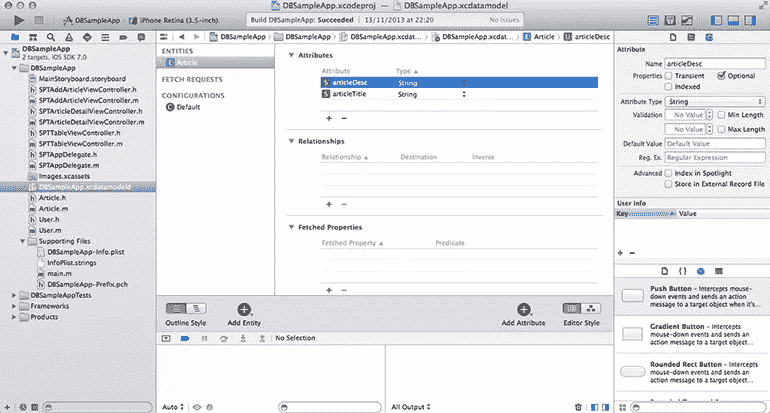 DBSampleApp.xcodeproj — DBSampleApp.xcdatamodel
DBSampleApp
iPhone Retina (3.5-inch)
Build DBSampleApp: Succeeded
13/11/2013 at 22:20
No Issues
DBSampleApp
DBSampleApp
DBSampleApp.xc...
DBSampleApp.xcd...
Article
articleDesc
DBSampleApp
2 targets, iOS SDK 7.0
DBSampleApp
MainStoryboard.storyboard
SPTAddArticleViewController.h
SPTAddArticleViewController.m
SPTArticleDetailViewController.h
SPTArticleDetailViewController.m
SPTTableViewController.h
SPTTableViewController.m
SPTAppDelegate.h
SPTAppDelegate.m
Images.xcassets
DBSampleApp.xcdatamodeld
Article.h
Article.m
User.h
User.m
Supporting Files
DBSampleApp-Info.plist
InfoPlist.strings
main.m
DBSampleApp-Prefix.pch
DBSampleAppTests
Frameworks
Products
ENTITIES
E Article
FETCH REQUESTS
CONFIGURATIONS
C Default
Attributes
Attribute Type
S articleDesc String
S articleTitle String
+ −
Relationships
Relationship Destination Inverse
+ −
Fetched Properties
Fetched Property Predicate
+ −
Outline Style
Add Entity
Add Attribute
Editor Style
No Selection
Auto
All Output
Attribute
Name articleDesc
Properties Transient Optional
Indexed
Attribute Type String
Validation No Value Min Length
No Value Max Length
Default Value Default Value
Reg. Ex. Regular Expression
Advanced Index in Spotlight
Store in External Record File
User Info
Key Value
+ −
Push Button - Intercepts mouse-
down events and sends an action
message to a target object when it's...
Gradient Button - Intercepts
mouse-down events and sends an
action message to a target object...
Rounded Rect Button - Intercepts
mouse-down events and sends an
action message to a target object...